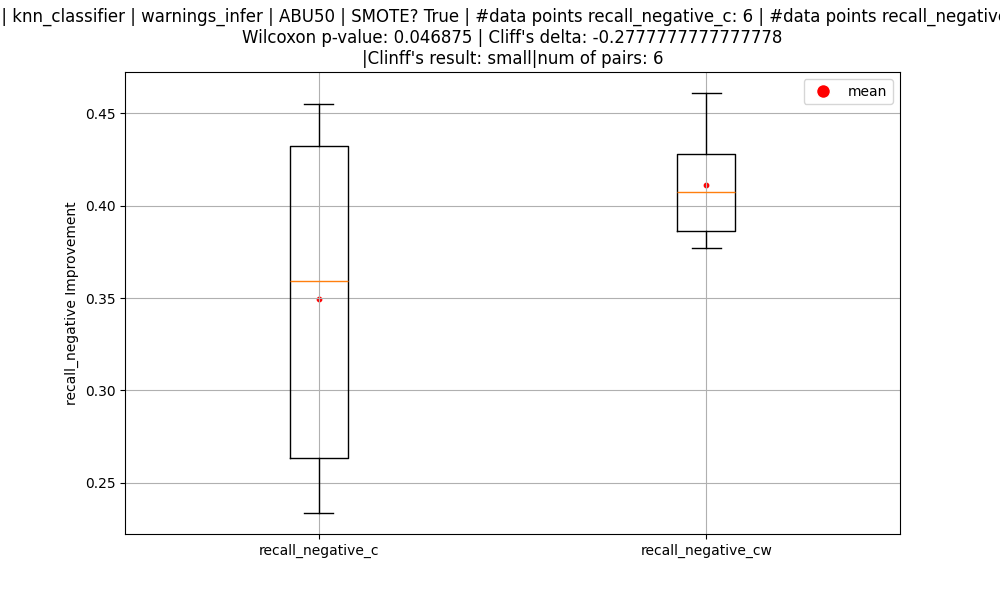 | knn_classifier | warnings_infer | ABU50 | SMOTE? True | #data points recall_negative_c: 6 | #data points recall_negative
Wilcoxon p-value: 0.046875 | Cliff's delta: -0.2777777777777778
|Clinff's result: small|num of pairs: 6
mean
0.45
0.40
0.35
0.30
0.25
recall_negative Improvement
recall_negative_c
recall_negative_cw